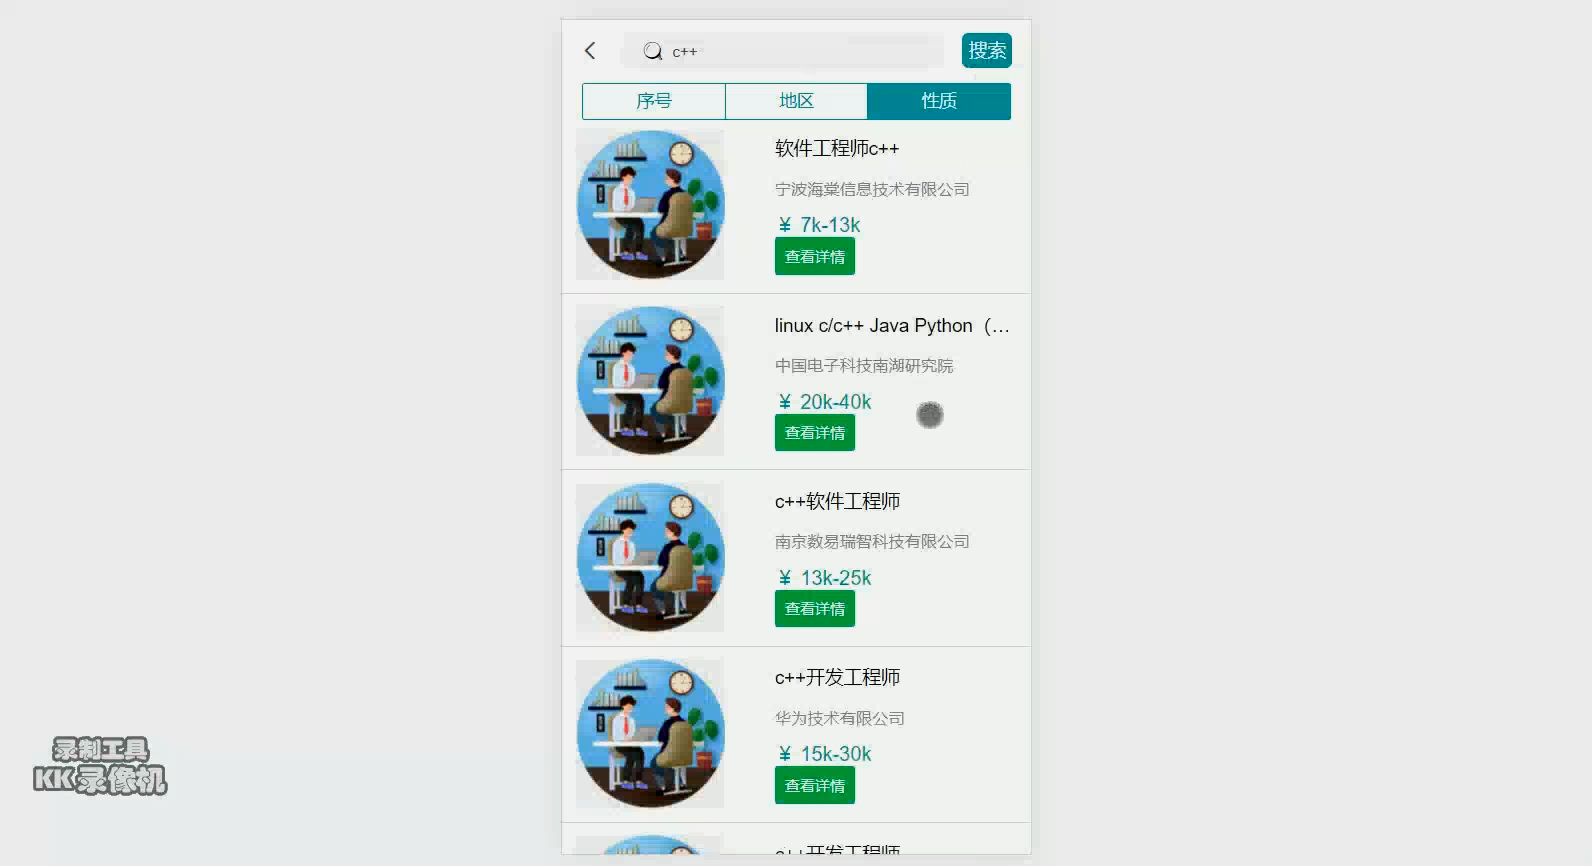 c++
搜索
序号
地区
性质
软件工程师c++
宁波海棠信息技术有限公司
¥ 7k-13k
查看详情
linux c/c++ Java Python（…
中国电子科技南湖研究院
¥ 20k-40k
查看详情
c++软件工程师
南京数易瑞智科技有限公司
¥ 13k-25k
查看详情
c++开发工程师
华为技术有限公司
¥ 15k-30k
查看详情
c++开发工程师
录制工具
KK录像机